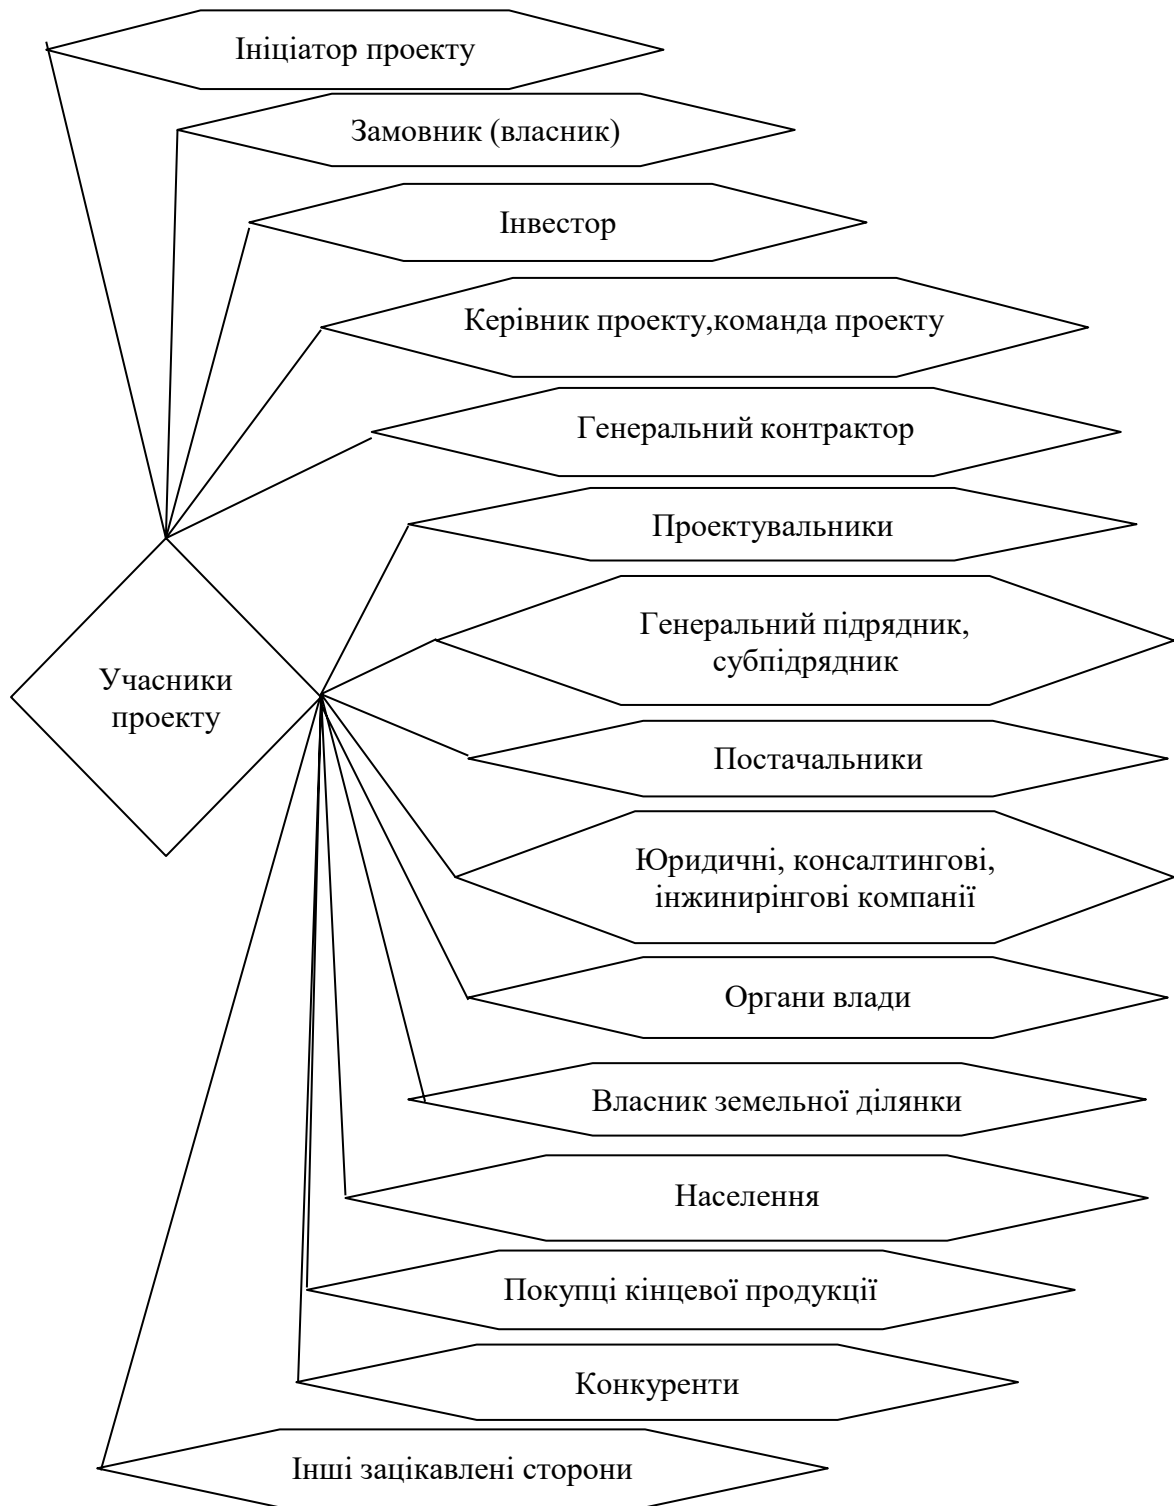 Ініціатор проекту
Замовник (власник)
Інвестор
Керівник проекту,команда проекту
Генеральний контрактор
Проектувальники
Генеральний підрядник,
субпідрядник
Учасники
проекту
Постачальники
Юридичні, консалтингові,
інжинирінгові компанії
Органи влади
Власник земельної ділянки
Населення
Покупці кінцевої продукції
Конкуренти
Інші зацікавлені сторони